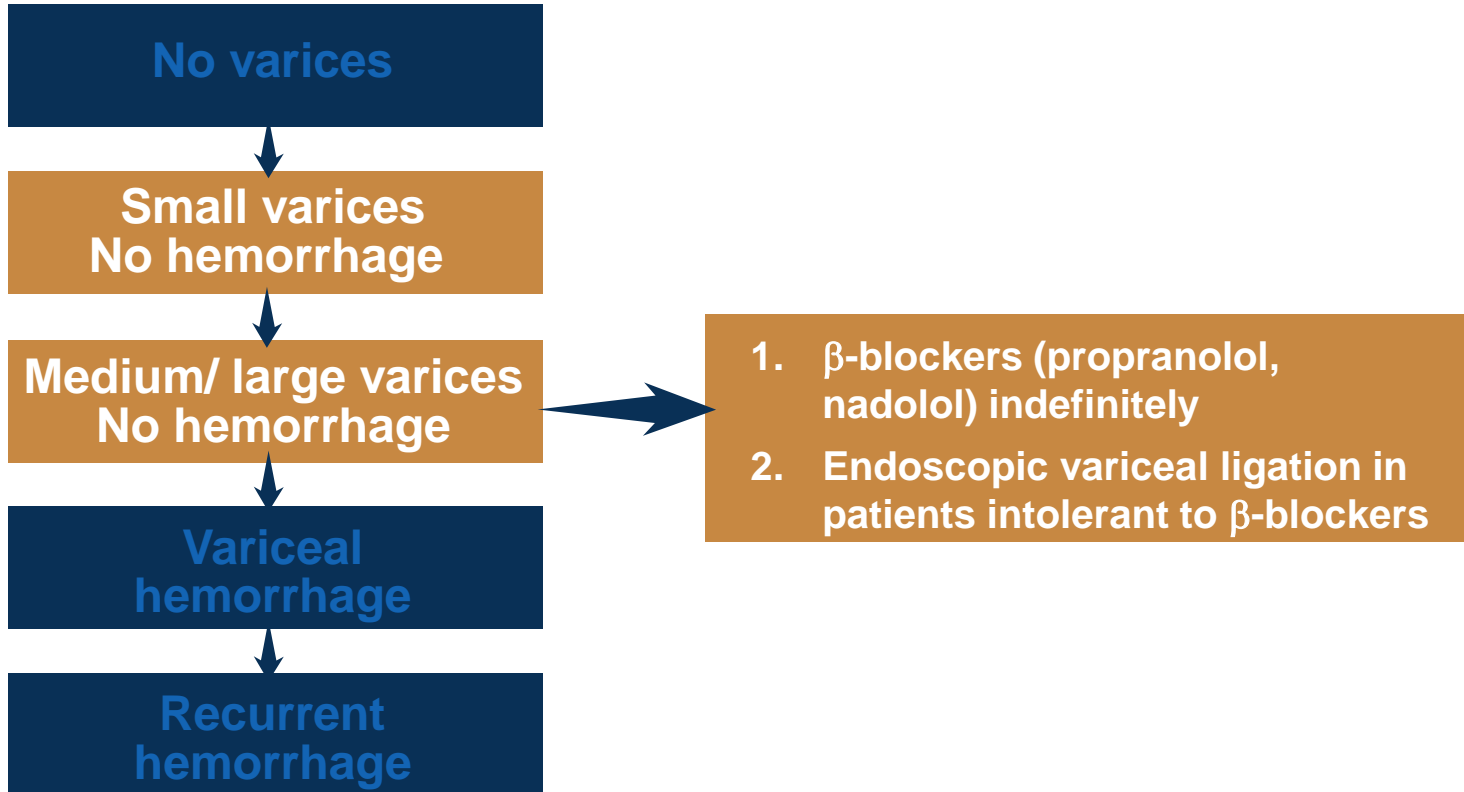 No varices
Small varices
No hemorrhage
Medium/ large varices
No hemorrhage
1. β-blockers (propranolol,
nadolol) indefinitely
2. Endoscopic variceal ligation in
patients intolerant to β-blockers
Variceal
hemorrhage
Recurrent
hemorrhage